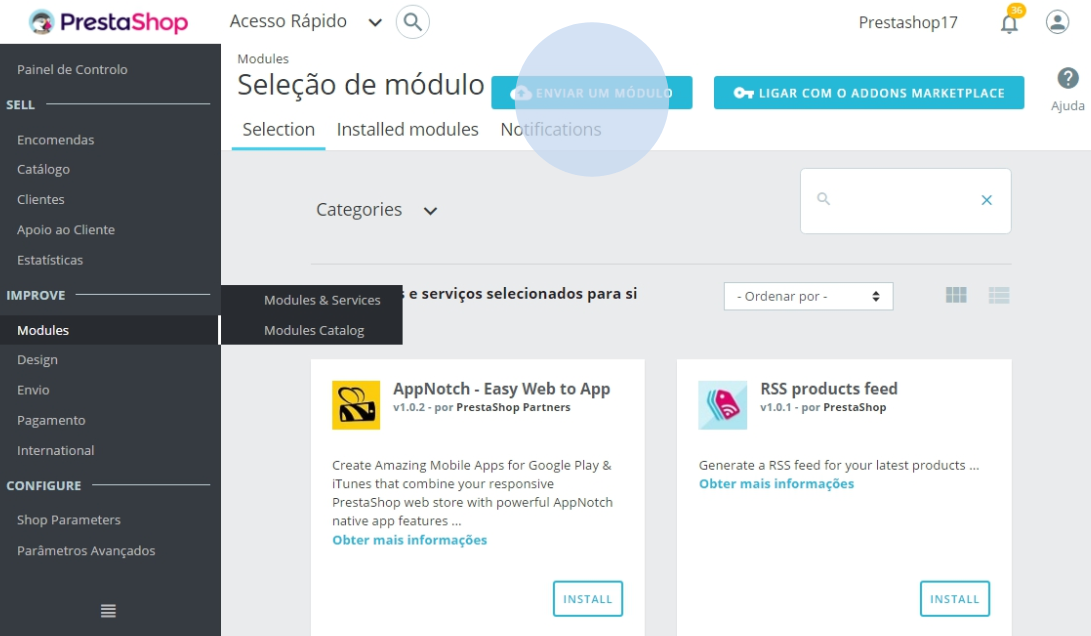 PrestaShop
Acesso Rápido
Prestashop17
36
Painel de Controlo
SELL
Encomendas
Catálogo
Clientes
Apoio ao Cliente
Estatísticas
IMPROVE
Modules
Design
Envio
Pagamento
International
CONFIGURE
Shop Parameters
Parâmetros Avançados
Modules & Services
Modules Catalog
Modules
Seleção de módulo
ENVIAR UM MÓDULO
LIGAR COM O ADDONS MARKETPLACE
Ajuda
Selection
Installed modules
Notifications
Categories
e serviços selecionados para si
- Ordenar por -
AppNotch - Easy Web to App
v1.0.2 - por PrestaShop Partners
Create Amazing Mobile Apps for Google Play &
iTunes that combine your responsive
PrestaShop web store with powerful AppNotch
native app features ...
Obter mais informações
INSTALL
RSS products feed
v1.0.1 - por PrestaShop
Generate a RSS feed for your latest products ...
Obter mais informações
INSTALL